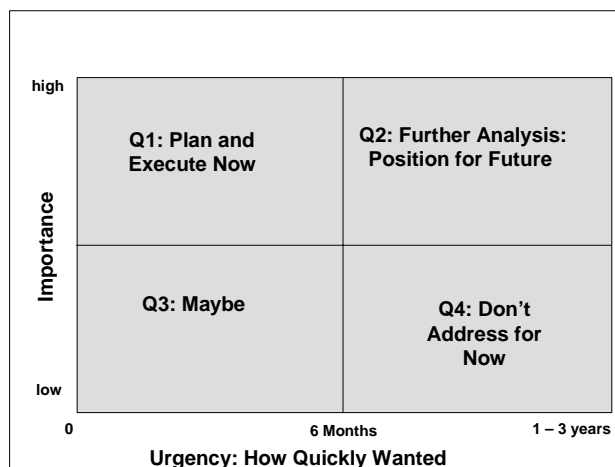 high
Q1: Plan and
Execute Now
Q2: Further Analysis:
Position for Future
Importance
Q3: Maybe
Q4: Don’t
Address for
Now
low
0
6 Months
1 – 3 years
Urgency: How Quickly Wanted